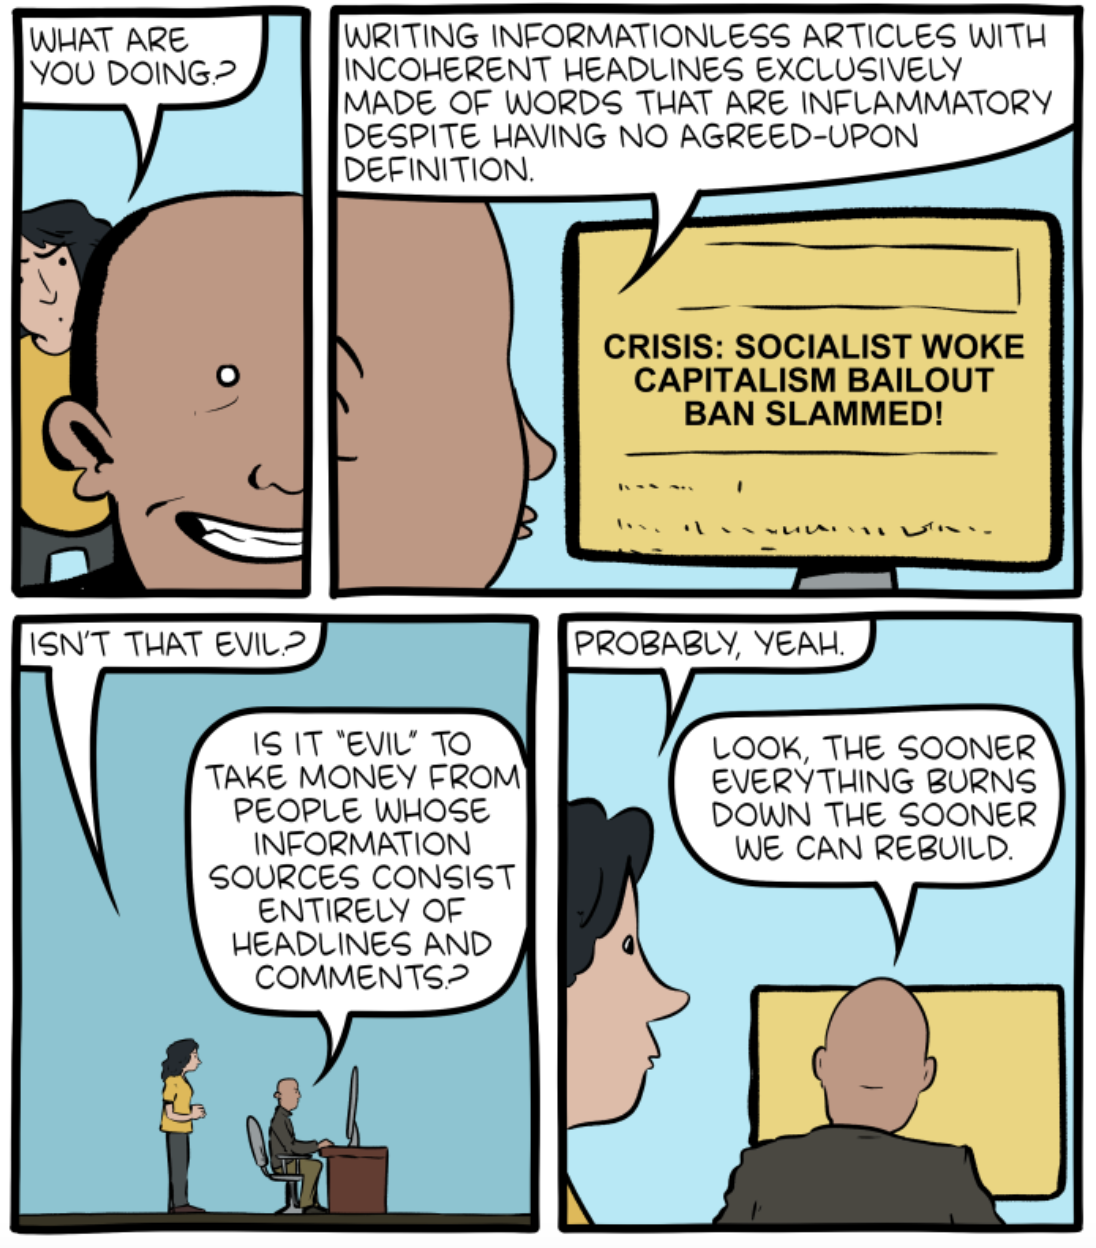 WHAT ARE
YOU DOING?
WRITING INFORMATIONLESS ARTICLES WITH
INCOHERENT HEADLINES EXCLUSIVELY
MADE OF WORDS THAT ARE INFLAMMATORY
DESPITE HAVING NO AGREED-UPON
DEFINITION.
CRISIS: SOCIALIST WOKE
CAPITALISM BAILOUT
BAN SLAMMED!
ISN'T THAT EVIL?
IS IT "EVIL" TO
TAKE MONEY FROM
PEOPLE WHOSE
INFORMATION
SOURCES CONSIST
ENTIRELY OF
HEADLINES AND
COMMENTS?
PROBABLY, YEAH.
LOOK, THE SOONER
EVERYTHING BURNS
DOWN THE SOONER
WE CAN REBUILD.